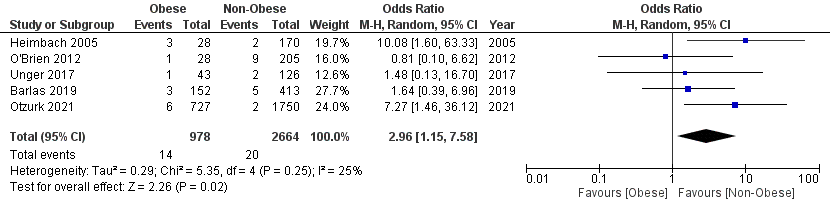 Obese Non-Obese Odds Ratio Odds Ratio
Study or Subgroup Events Total Events Total Weight M-H, Random, 95% CI Year M-H, Random, 95% CI
Heimbach 2005 3 28 2 170 19.7% 10.08 [1.60, 63.33] 2005
O'Brien 2012 1 28 9 205 16.0% 0.81 [0.10, 6.62] 2012
Unger 2017 1 43 2 126 12.6% 1.48 [0.13, 16.70] 2017
Barlas 2019 3 152 5 413 27.7% 1.64 [0.39, 6.96] 2019
Otzurk 2021 6 727 2 1750 24.0% 7.27 [1.46, 36.12] 2021
Total (95% CI) 978 2664 100.0% 2.96 [1.15, 7.58]
Total events 14 20
Heterogeneity: Tau² = 0.29; Chi² = 5.35, df = 4 (P = 0.25); I² = 25%
Test for overall effect: Z = 2.26 (P = 0.02)
0.01 0.1 1 10 100
Favours [Obese] Favours [Non-Obese]